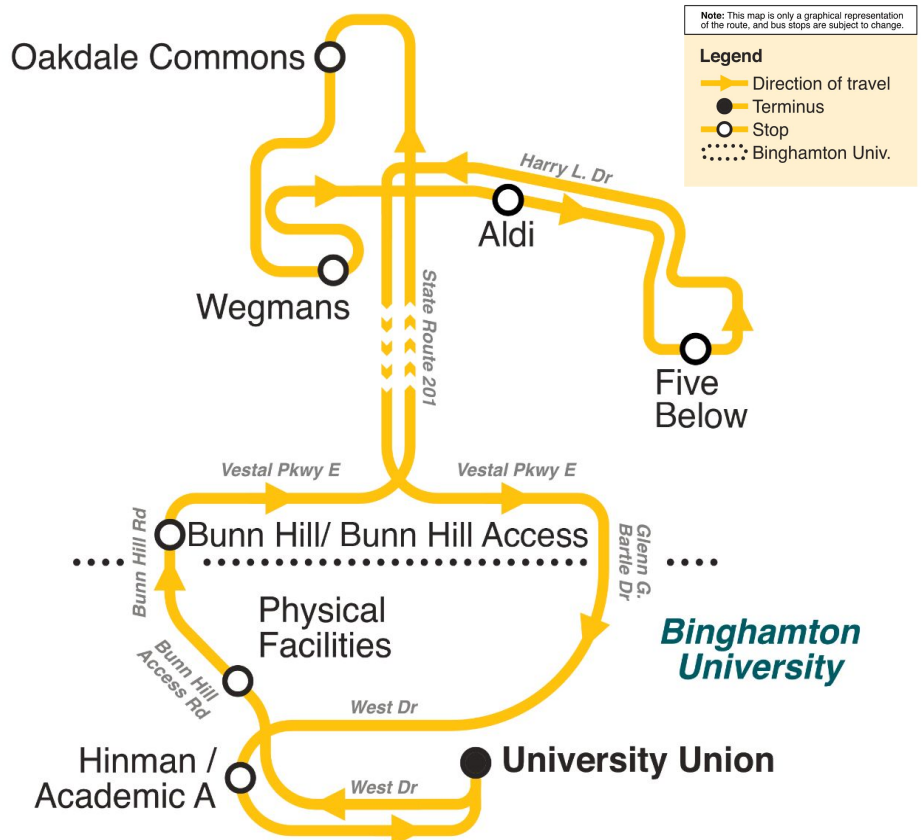 Note: This map is only a graphical representation
of the route, and bus stops are subject to change.
Legend
Direction of travel
Terminus
Stop
Binghamton Univ.
Oakdale Commons
Harry L. Dr
Aldi
Wegmans
State Route 201
Five
Below
Vestal Pkwy E
Vestal Pkwy E
Bunn Hill Rd
Bunn Hill/ Bunn Hill Access
Glenn G.
Bartle Dr
Physical
Facilities
Binghamton
University
Bunn Hill
Access Rd
West Dr
Hinman /
Academic A
University Union
West Dr